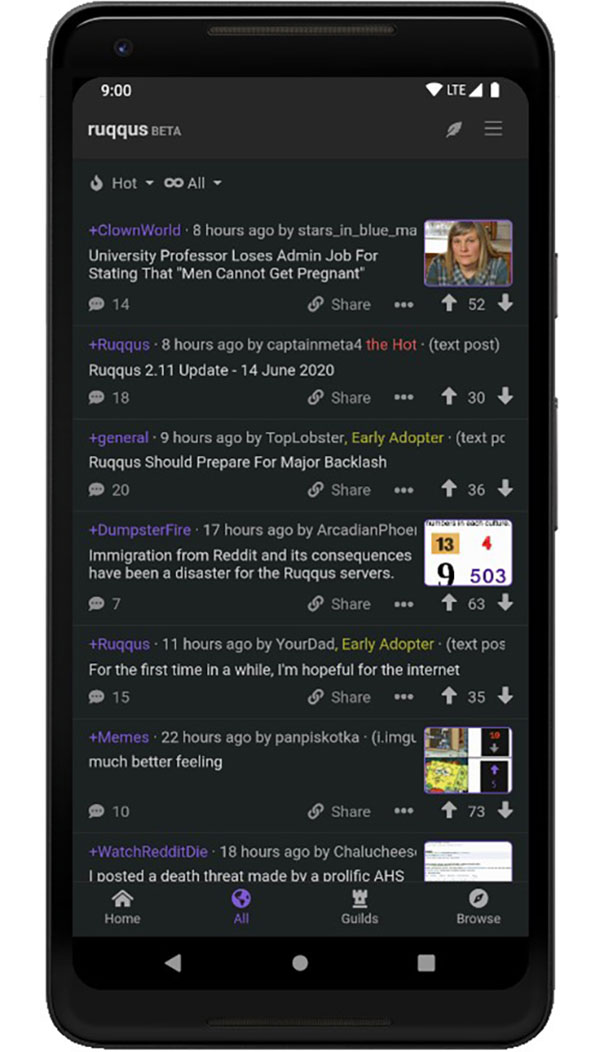 9:00 LTE
ruqqus BETA
Hot All
+ClownWorld · 8 hours ago by stars_in_blue_ma
University Professor Loses Admin Job For
Stating That "Men Cannot Get Pregnant"
14 Share ••• 52
+Ruqqus · 8 hours ago by captainmeta4 the Hot · (text post)
Ruqqus 2.11 Update - 14 June 2020
18 Share ••• 30
+general · 9 hours ago by TopLobster, Early Adopter · (text pc
Ruqqus Should Prepare For Major Backlash
20 Share ••• 36
+DumpsterFire · 17 hours ago by ArcadianPhoe
numbers in each culture.
13 4
9 503
Immigration from Reddit and its consequences
have been a disaster for the Ruqqus servers.
7 Share ••• 63
+Ruqqus · 11 hours ago by YourDad, Early Adopter · (text pos
For the first time in a while, I'm hopeful for the internet
15 Share ••• 35
+Memes · 22 hours ago by panpiskotka · (i.imgu
much better feeling
10
5
10 Share ••• 73
+WatchRedditDie · 18 hours ago by Chaluchees
I posted a death threat made by a prolific AHS
Home All Guilds Browse